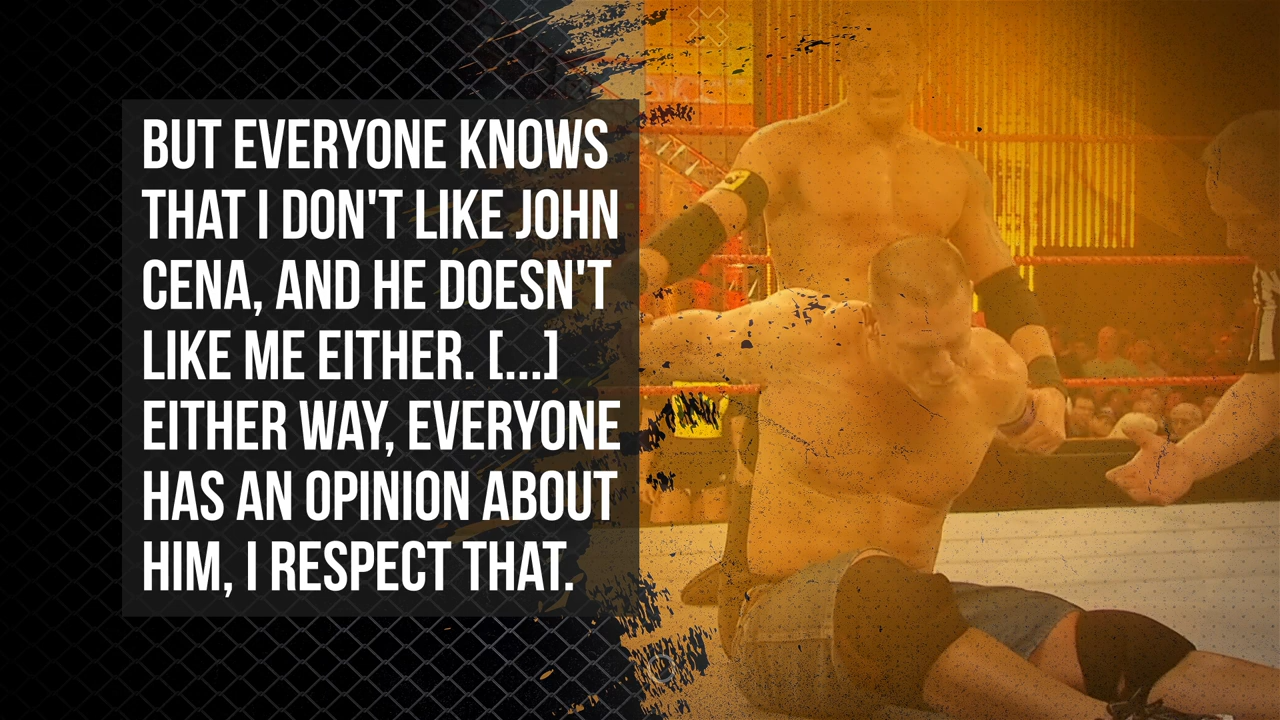 BUT EVERYONE KNOWS
THAT I DON'T LIKE JOHN
CENA, AND HE DOESN'T
LIKE ME EITHER. [...]
EITHER WAY, EVERYONE
HAS AN OPINION ABOUT
HIM, I RESPECT THAT.